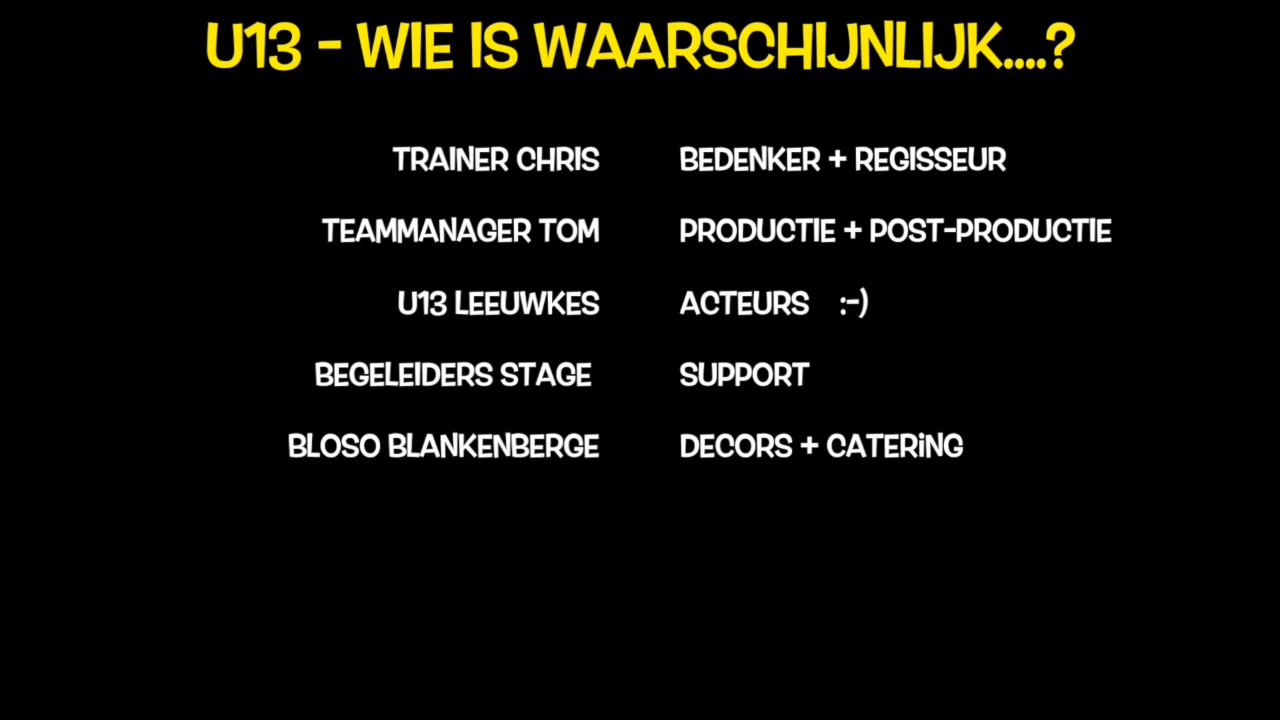 U13 - WIE IS WAARSCHIJNLIJK....?
TRAINER CHRIS BEDENKER + REGISSEUR
TEAMMANAGER TOM PRODUCTIE + POST-PRODUCTIE
U13 LEEUWKES ACTEURS :-)
BEGELEIDERS STAGE SUPPORT
BLOSO BLANKENBERGE DECORS + CATERING